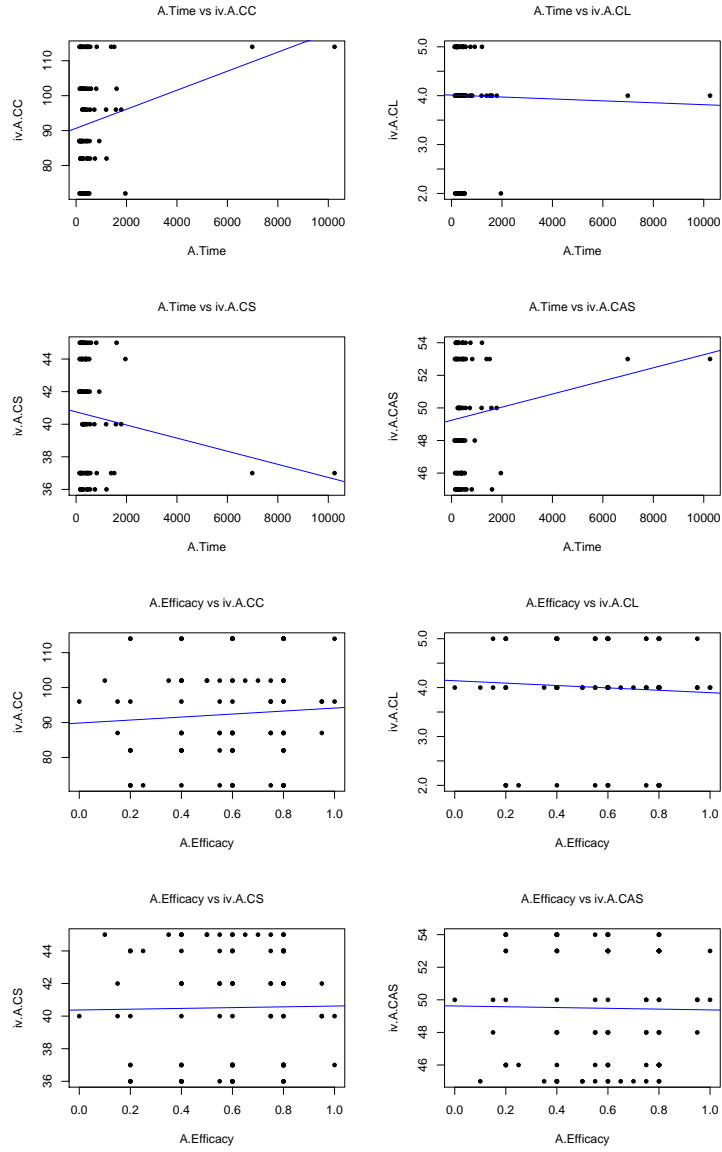 A.Time vs iv.A.CC
A.Time vs iv.A.CL
iv.A.CC
80 90 100 110
0 2000 4000 6000 8000 10000
A.Time
iv.A.CL
2.0 3.0 4.0 5.0
0 2000 4000 6000 8000 10000
A.Time
A.Time vs iv.A.CS
A.Time vs iv.A.CAS
iv.A.CS
36 38 40 42 44
0 2000 4000 6000 8000 10000
A.Time
iv.A.CAS
46 48 50 52 54
0 2000 4000 6000 8000 10000
A.Time
A.Efficacy vs iv.A.CC
A.Efficacy vs iv.A.CL
iv.A.CC
80 90 100 110
0.0 0.2 0.4 0.6 0.8 1.0
A.Efficacy
iv.A.CL
2.0 3.0 4.0 5.0
0.0 0.2 0.4 0.6 0.8 1.0
A.Efficacy
A.Efficacy vs iv.A.CS
A.Efficacy vs iv.A.CAS
iv.A.CS
36 38 40 42 44
0.0 0.2 0.4 0.6 0.8 1.0
A.Efficacy
iv.A.CAS
46 48 50 52 54
0.0 0.2 0.4 0.6 0.8 1.0
A.Efficacy